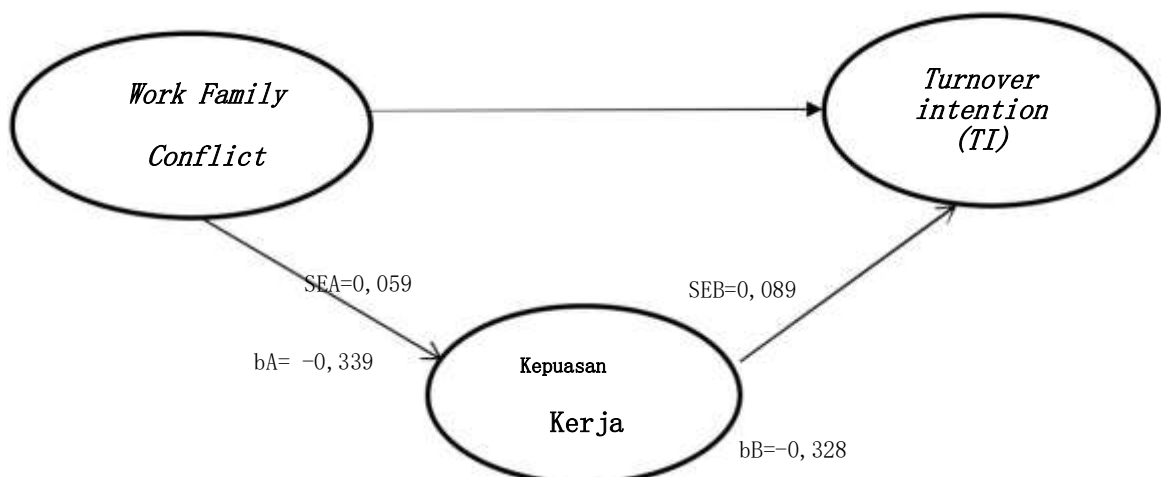 Work Family
Conflict
Turnover
intention
(TI)
SEA=0,059
SEB=0,089
bA= -0,339
Kepuasan
Kerja
bB=-0,328